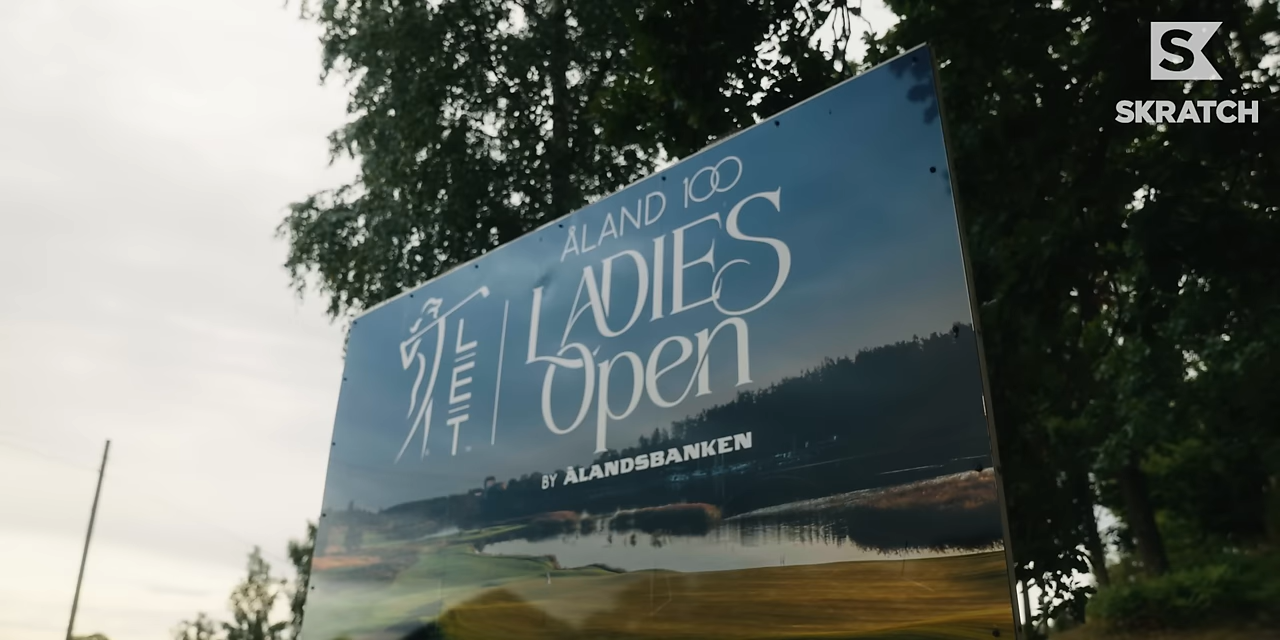 SKRATCH
ÅLAND 100
LADIES
Open
LET
BY ÅLANDSBANKEN